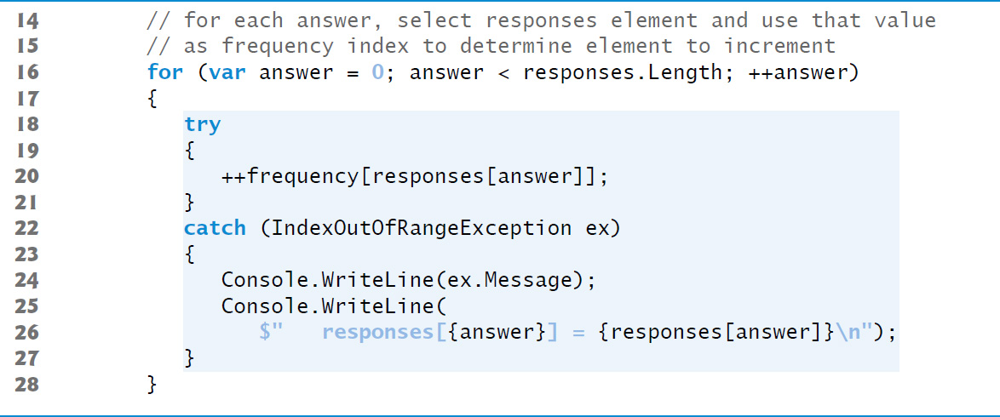 14 // for each answer, select responses element and use that value
15 // as frequency index to determine element to increment
16 for (var answer = 0; answer < responses.Length; ++answer)
17 {
18 try
19 {
20 ++frequency[responses[answer]];
21 }
22 catch (IndexOutOfRangeException ex)
23 {
24 Console.WriteLine(ex.Message);
25 Console.WriteLine(
26 $"   responses[{answer}] = {responses[answer]}\n");
27 }
28 }